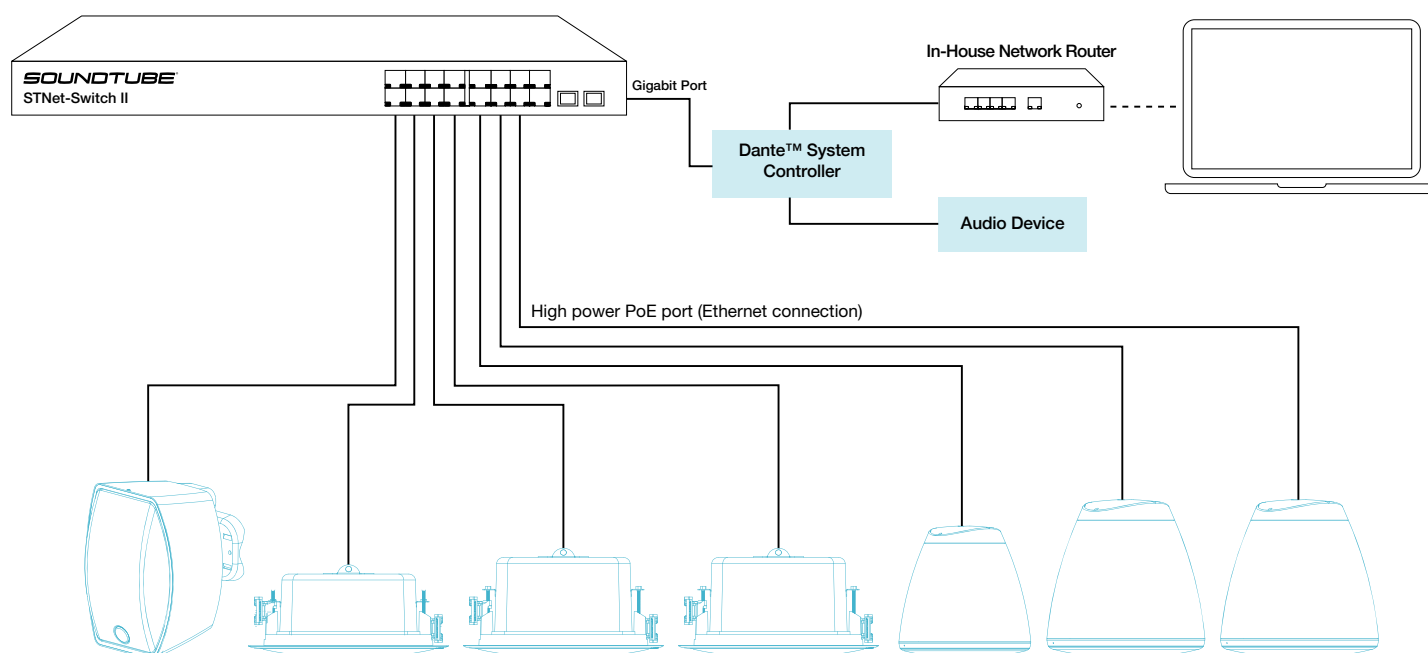 SOUNDTUBE
STNet-Switch II
Gigabit Port
In-House Network Router
Dante™ System
Controller
Audio Device
High power PoE port (Ethernet connection)